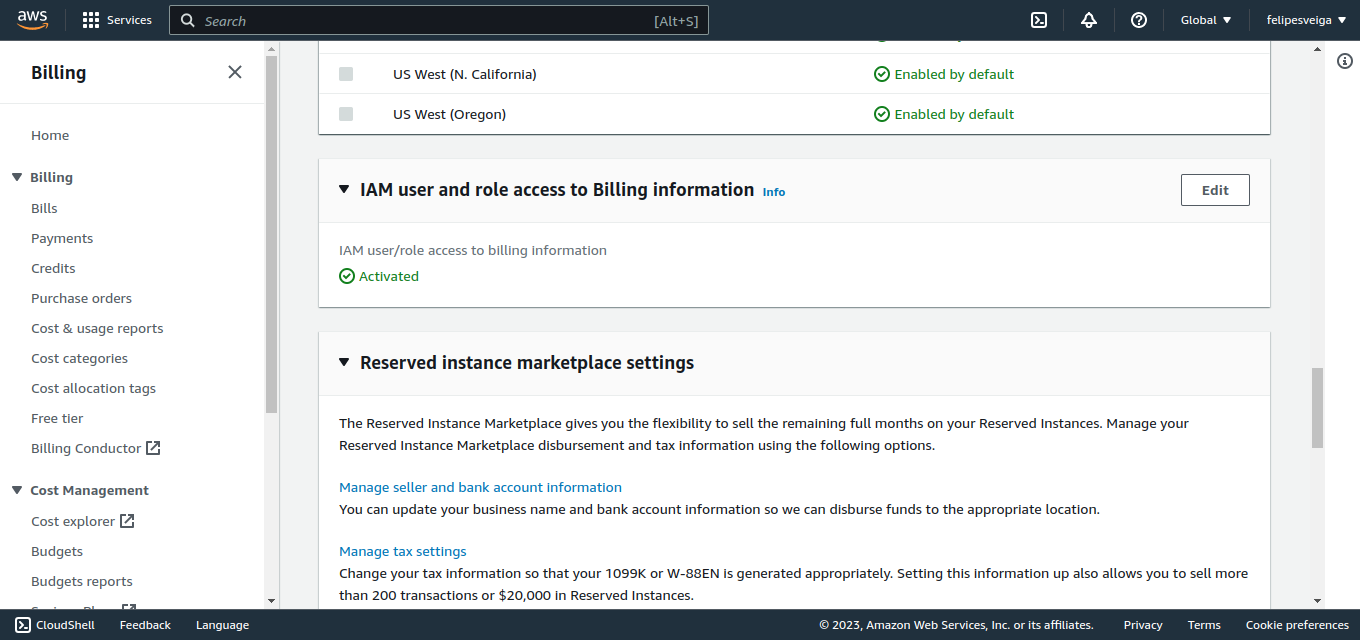 aws
Services
Search
[Alt+S]
Global
felipesveiga
Billing
Home
Billing
Bills
Payments
Credits
Purchase orders
Cost & usage reports
Cost categories
Cost allocation tags
Free tier
Billing Conductor
Cost Management
Cost explorer
Budgets
Budgets reports
US West (N. California)
Enabled by default
US West (Oregon)
Enabled by default
IAM user and role access to Billing information Info
Edit
IAM user/role access to billing information
Activated
Reserved instance marketplace settings
The Reserved Instance Marketplace gives you the flexibility to sell the remaining full months on your Reserved Instances. Manage your
Reserved Instance Marketplace disbursement and tax information using the following options.
Manage seller and bank account information
You can update your business name and bank account information so we can disburse funds to the appropriate location.
Manage tax settings
Change your tax information so that your 1099K or W-88EN is generated appropriately. Setting this information up also allows you to sell more
than 200 transactions or $20,000 in Reserved Instances.
CloudShell
Feedback
Language
© 2023, Amazon Web Services, Inc. or its affiliates.
Privacy
Terms
Cookie preferences